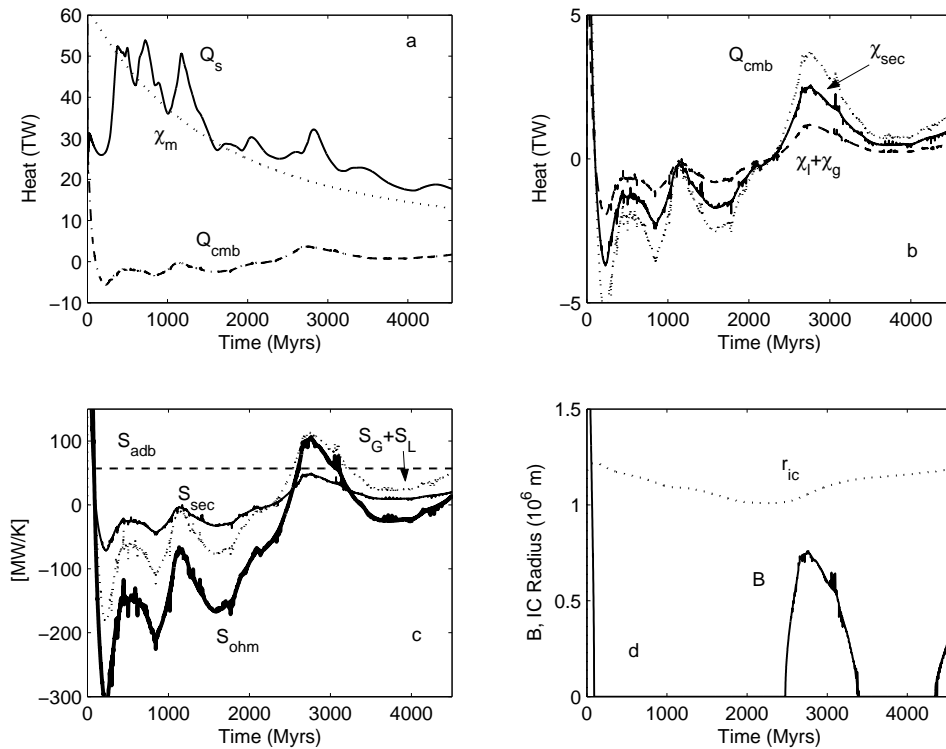 60
50
40
30
20
10
0
−10
Heat (TW)
a
Q_s
χ_m
Q_cmb
0 1000 2000 3000 4000
Time (Myrs)
5
0
−5
Heat (TW)
Q_cmb
χ_sec
χ_l+χ_g
b
0 1000 2000 3000 4000
Time (Myrs)
100
0
−100
−200
−300
[MW/K]
S_adb
S_G+S_L
S_sec
S_ohm
c
0 1000 2000 3000 4000
Time (Myrs)
1.5
1
0.5
0
B, IC Radius (10^6 m)
r_ic
B
d
0 1000 2000 3000 4000
Time (Myrs)